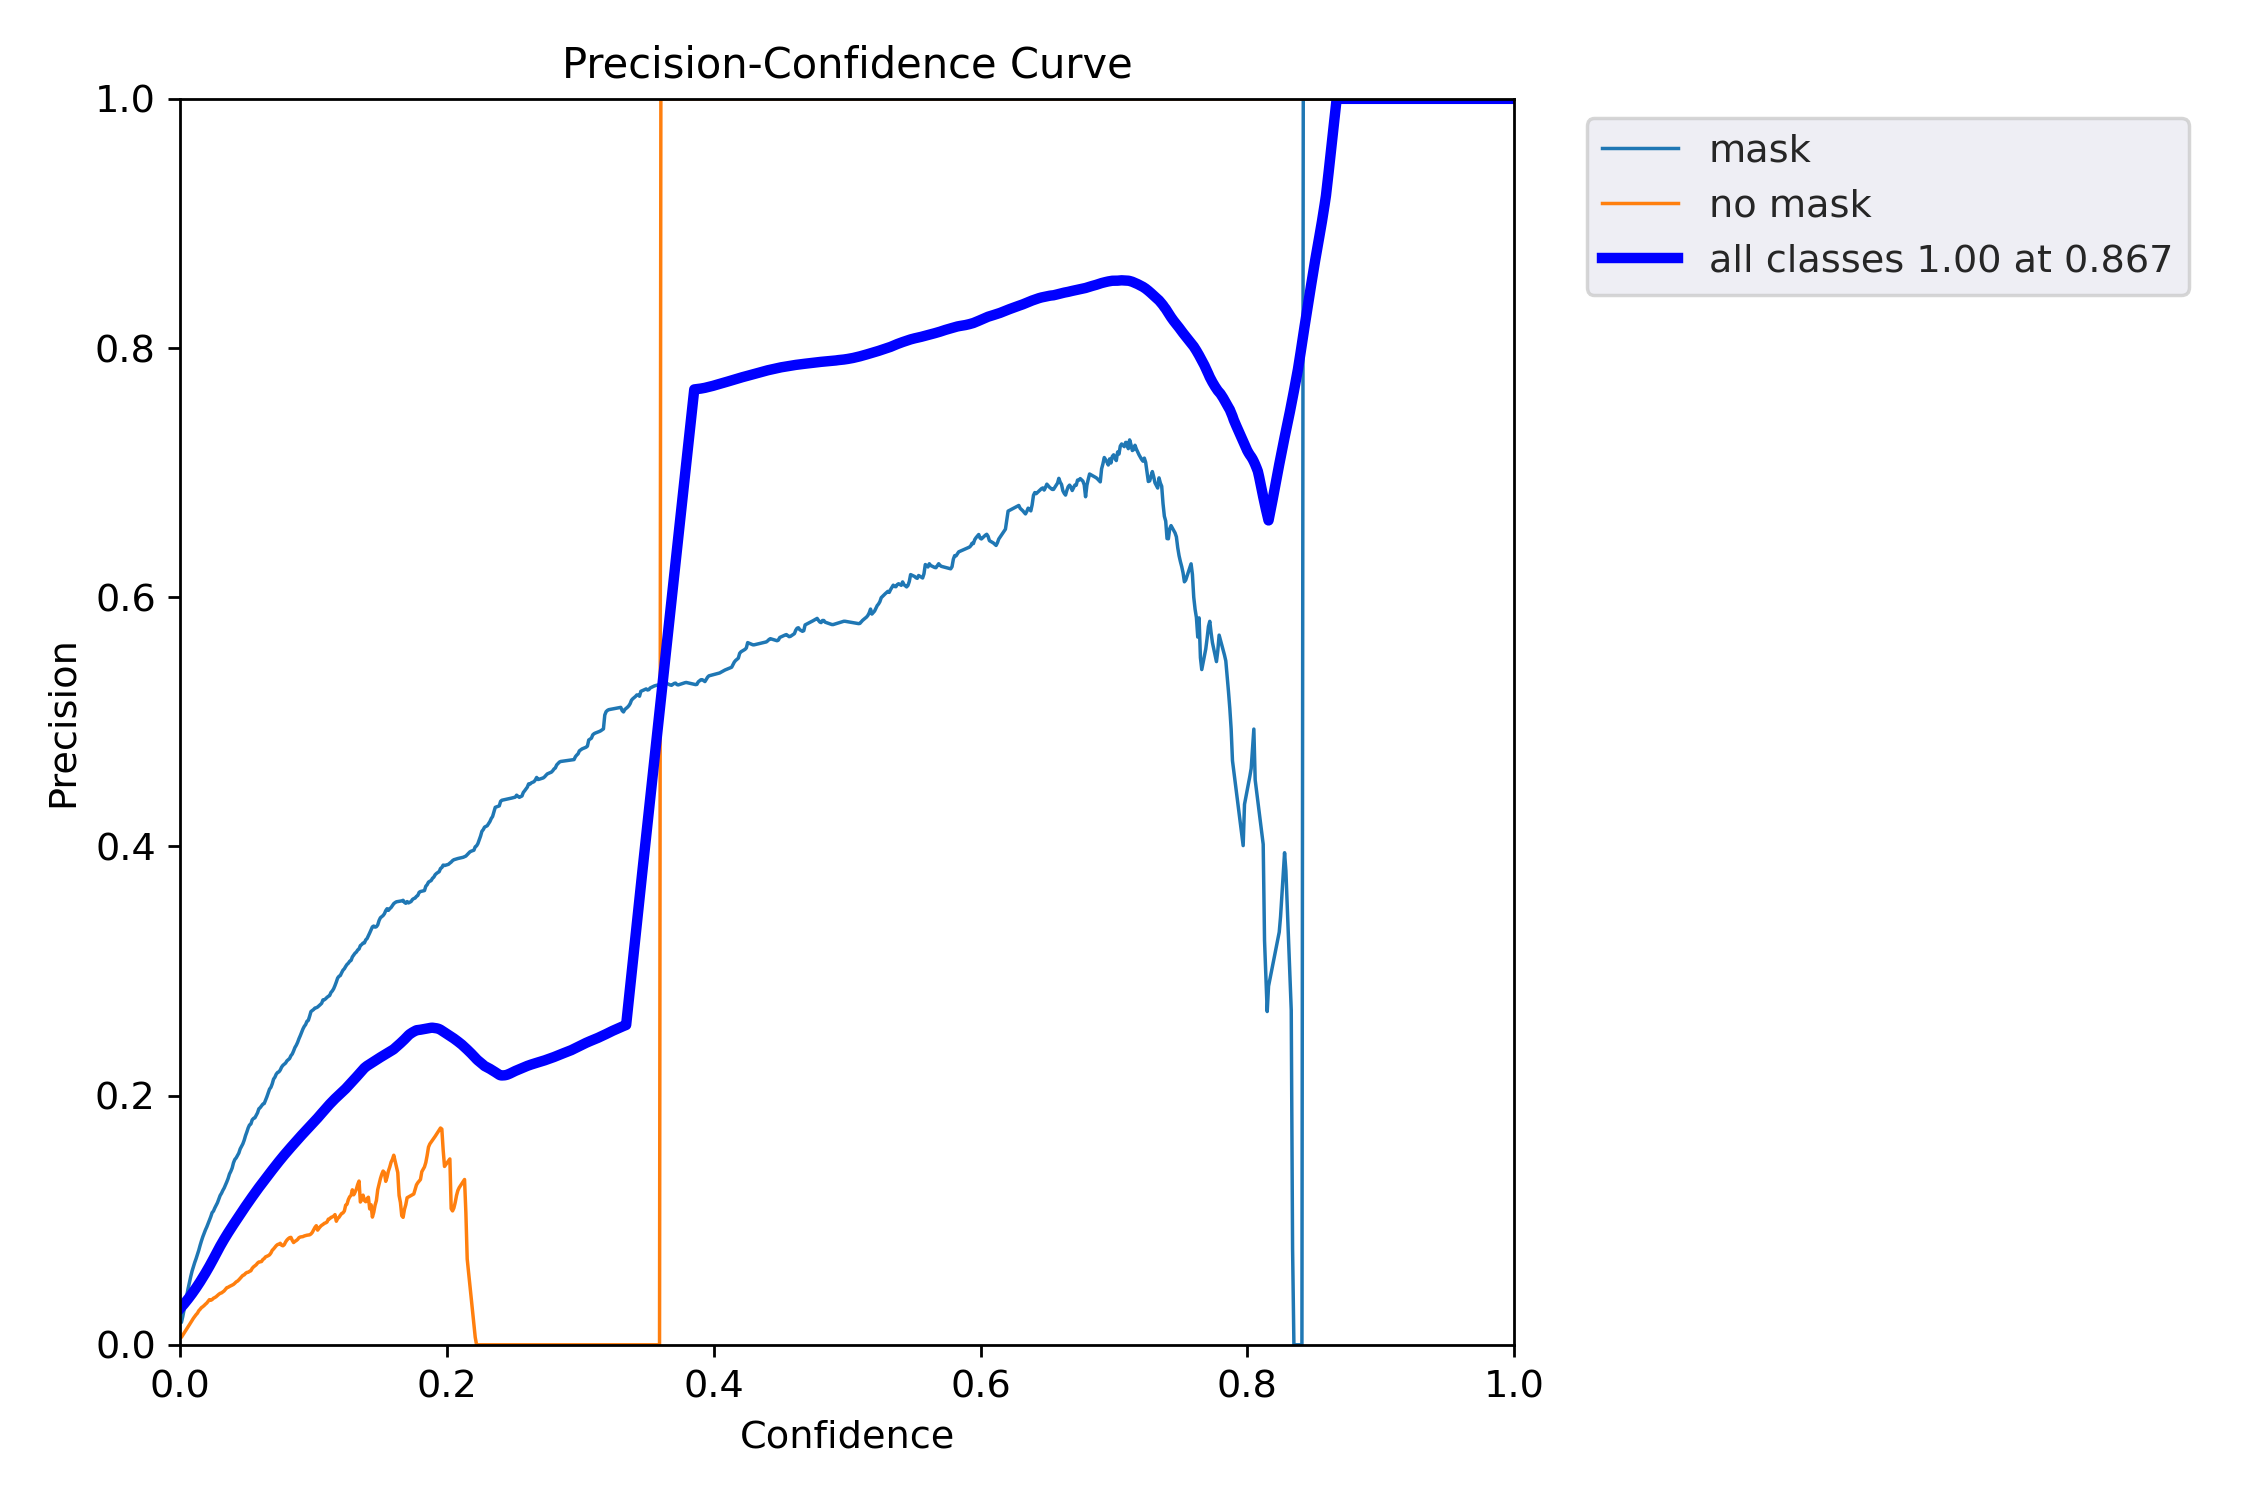 Precision-Confidence Curve
1.0
0.8
0.6
0.4
0.2
0.0
Precision
0.0 0.2 0.4 0.6 0.8 1.0
Confidence
mask
no mask
all classes 1.00 at 0.867